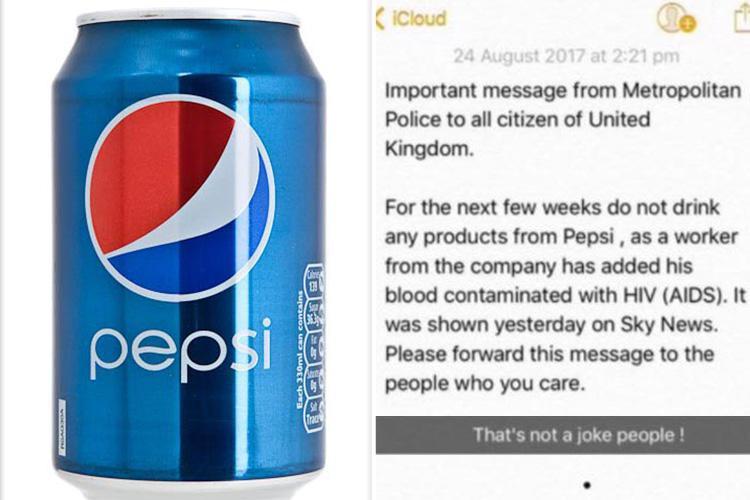 pepsi
Each 330ml can contains
Calories
139
36.3g
Fat
0g
0g
Salt
Trace
iCloud
24 August 2017 at 2:21 pm
Important message from Metropolitan
Police to all citizen of United
Kingdom.
For the next few weeks do not drink
any products from Pepsi , as a worker
from the company has added his
blood contaminated with HIV (AIDS). It
was shown yesterday on Sky News.
Please forward this message to the
people who you care.
That's not a joke people !